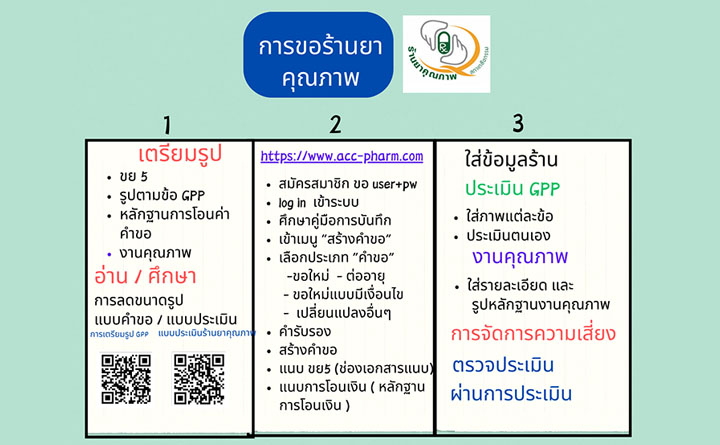 การขอร้านยา
คุณภาพ
ร้านยาคุณภาพ
สภาเภสัชกรรม
1
เตรียมรูป
ขย 5
รูปตามข้อ GPP
หลักฐานการโอนค่า
คำขอ
งานคุณภาพ
อ่าน / ศึกษา
การลดขนาดรูป
แบบคำขอ / แบบประเมิน
การเตรียมรูป GPP แบบประเมินร้านยาคุณภาพ
2
https://www.acc-pharm.com
สมัครสมาชิก ขอ user+pw
log in เข้าระบบ
ศึกษาคู่มือการบันทึก
เข้าเมนู "สร้างคำขอ"
เลือกประเภท "คำขอ"
-ขอใหม่ - ต่ออายุ
- ขอใหม่แบบมีเงื่อนไข
- เปลี่ยนแปลงอื่นๆ
คำรับรอง
สร้างคำขอ
แนบ ขย5 (ช่องเอกสารแนบ)
แนบการโอนเงิน ( หลักฐาน
การโอนเงิน )
3
ใส่ข้อมูลร้าน
ประเมิน GPP
ใส่ภาพแต่ละข้อ
ประเมินตนเอง
งานคุณภาพ
ใส่รายละเอียด และ
รูปหลักฐานงานคุณภาพ
การจัดการความเสี่ยง
ตรวจประเมิน
ผ่านการประเมิน